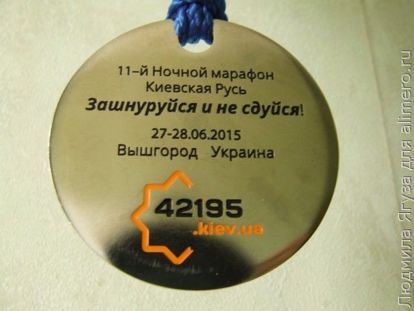 11-й Ночной марафон
Киевская Русь
Зашнуруйся и не сдуйся!
27-28.06.2015
Вышгород Украина
42195
.kiev.ua
Людмила Ягуза для alimero.ru